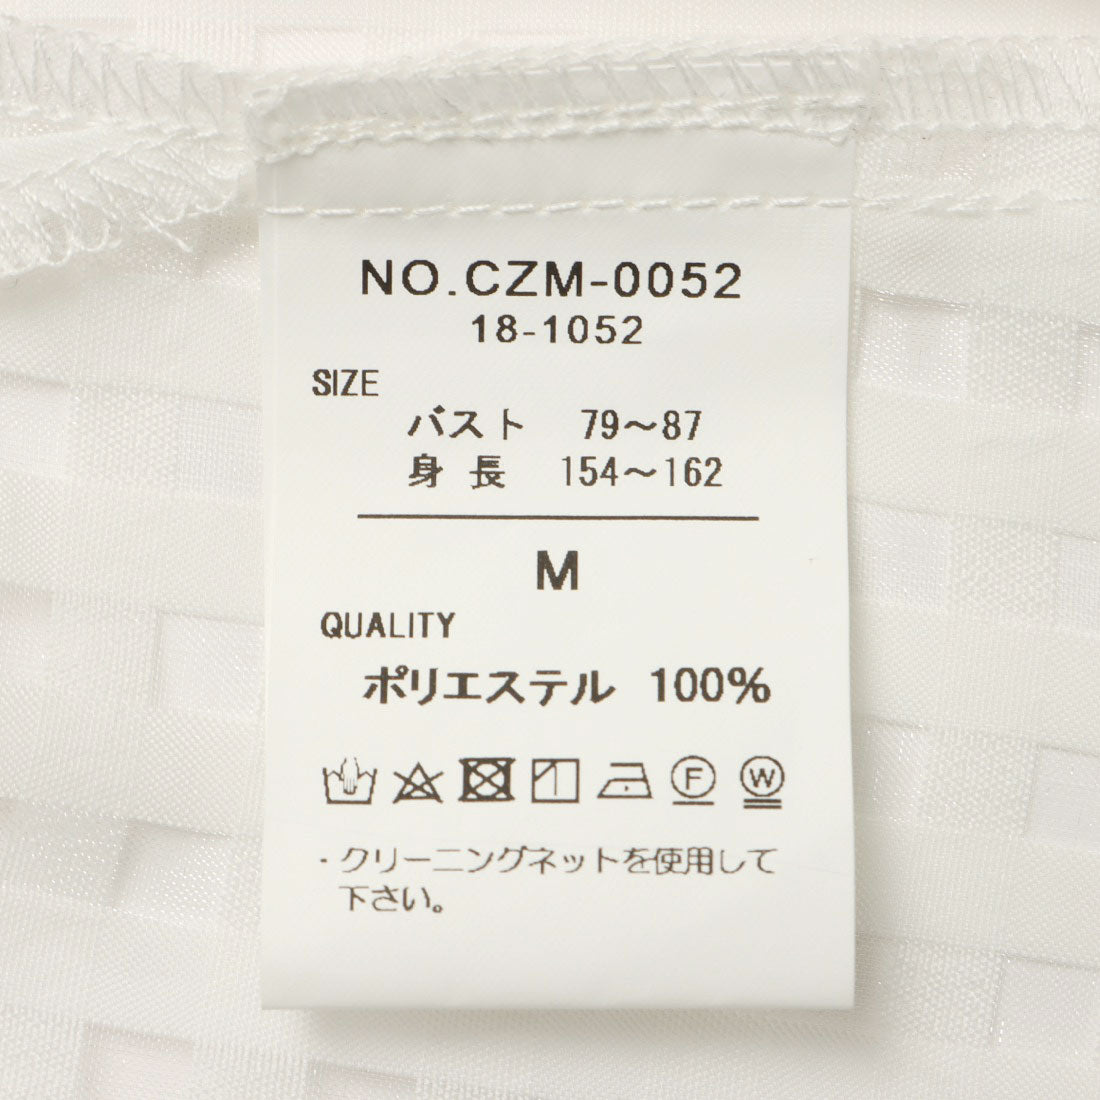 NO.CZM-0052
18-1052
SIZE
バスト 79～87
身長 154～162
M
QUALITY
ポリエステル 100%
F W
・クリーニングネットを使用して
下さい。